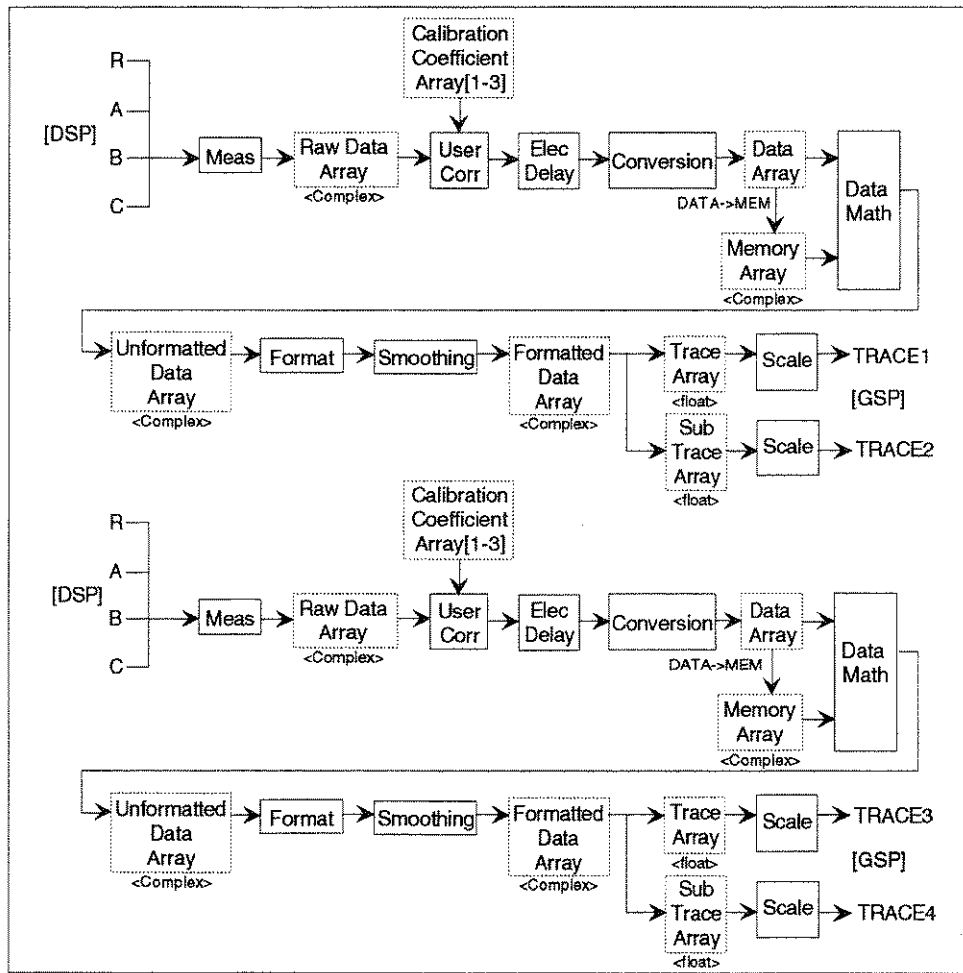 Calibration
Coefficient
Array[1-3]
R
A
[DSP]
B
C
Meas
Raw Data
Array
<Complex>
User
Corr
Elec
Delay
Conversion
Data
Array
DATA->MEM
Memory
Array
<Complex>
Data
Math
Unformatted
Data
Array
<Complex>
Format
Smoothing
Formatted
Data
Array
<Complex>
Trace
Array
<float>
Scale
TRACE1
[GSP]
Sub
Trace
Array
<float>
Scale
TRACE2
Calibration
Coefficient
Array[1-3]
R
A
[DSP]
B
C
Meas
Raw Data
Array
<Complex>
User
Corr
Elec
Delay
Conversion
Data
Array
DATA->MEM
Memory
Array
<Complex>
Data
Math
Unformatted
Data
Array
<Complex>
Format
Smoothing
Formatted
Data
Array
<Complex>
Trace
Array
<float>
Scale
TRACE3
[GSP]
Sub
Trace
Array
<float>
Scale
TRACE4